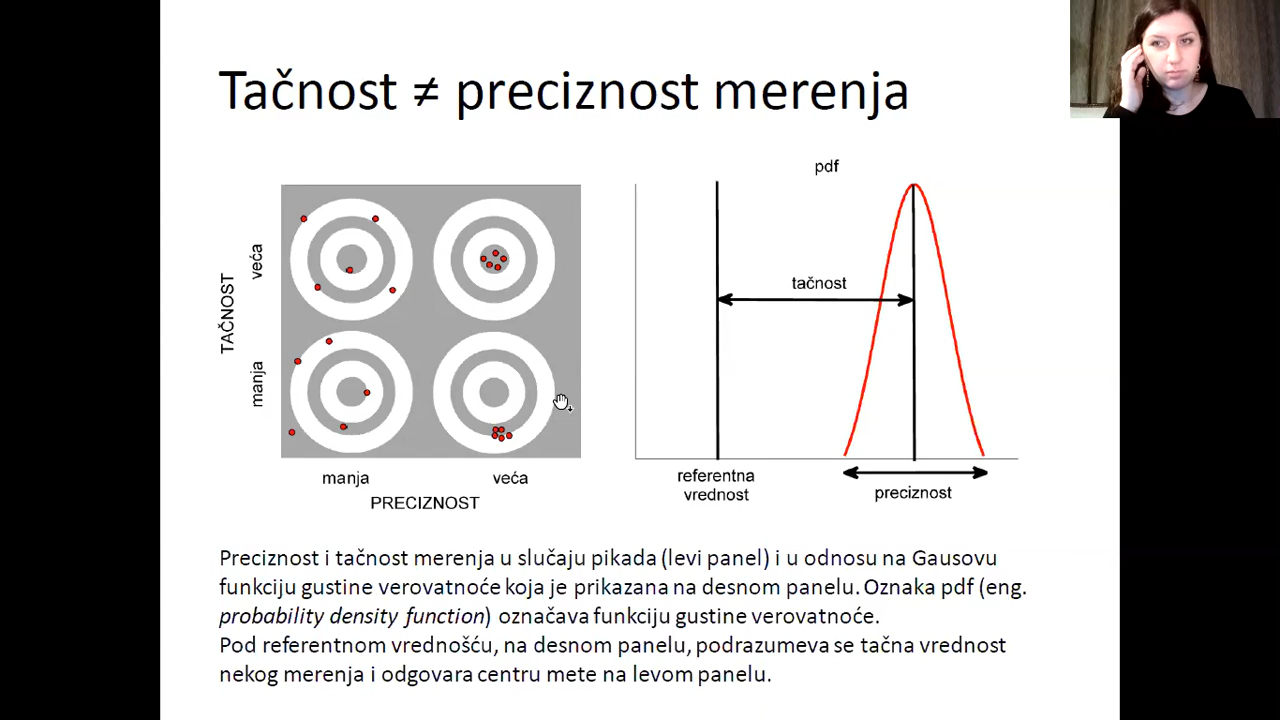 Tačnost ≠ preciznost merenja
TAČNOST
veća
manja
manja
veća
PRECIZNOST
pdf
tačnost
referentna
vrednost
preciznost
Preciznost i tačnost merenja u slučaju pikada (levi panel) i u odnosu na Gausovu
funkciju gustine verovatnoće koja je prikazana na desnom panelu. Oznaka pdf (eng.
probability density function) označava funkciju gustine verovatnoće.
Pod referentnom vrednošću, na desnom panelu, podrazumeva se tačna vrednost
nekog merenja i odgovara centru mete na levom panelu.